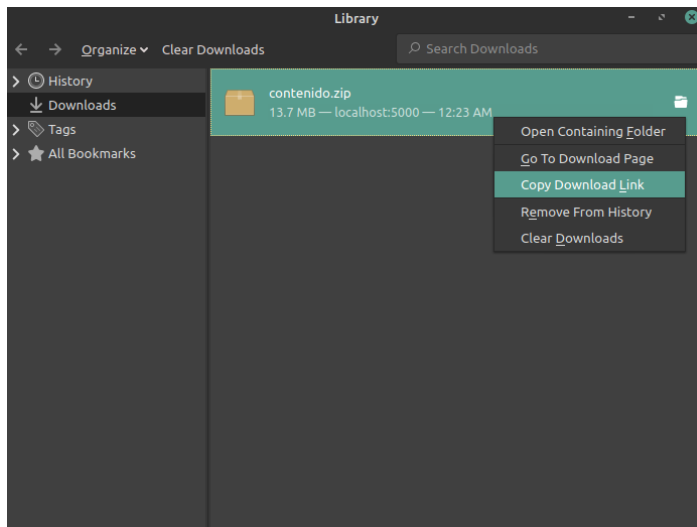 Library
Organize
Clear Downloads
Search Downloads
History
Downloads
Tags
All Bookmarks
contenido.zip
13.7 MB — localhost:5000 — 12:23 AM
Open Containing Folder
Go To Download Page
Copy Download Link
Remove From History
Clear Downloads